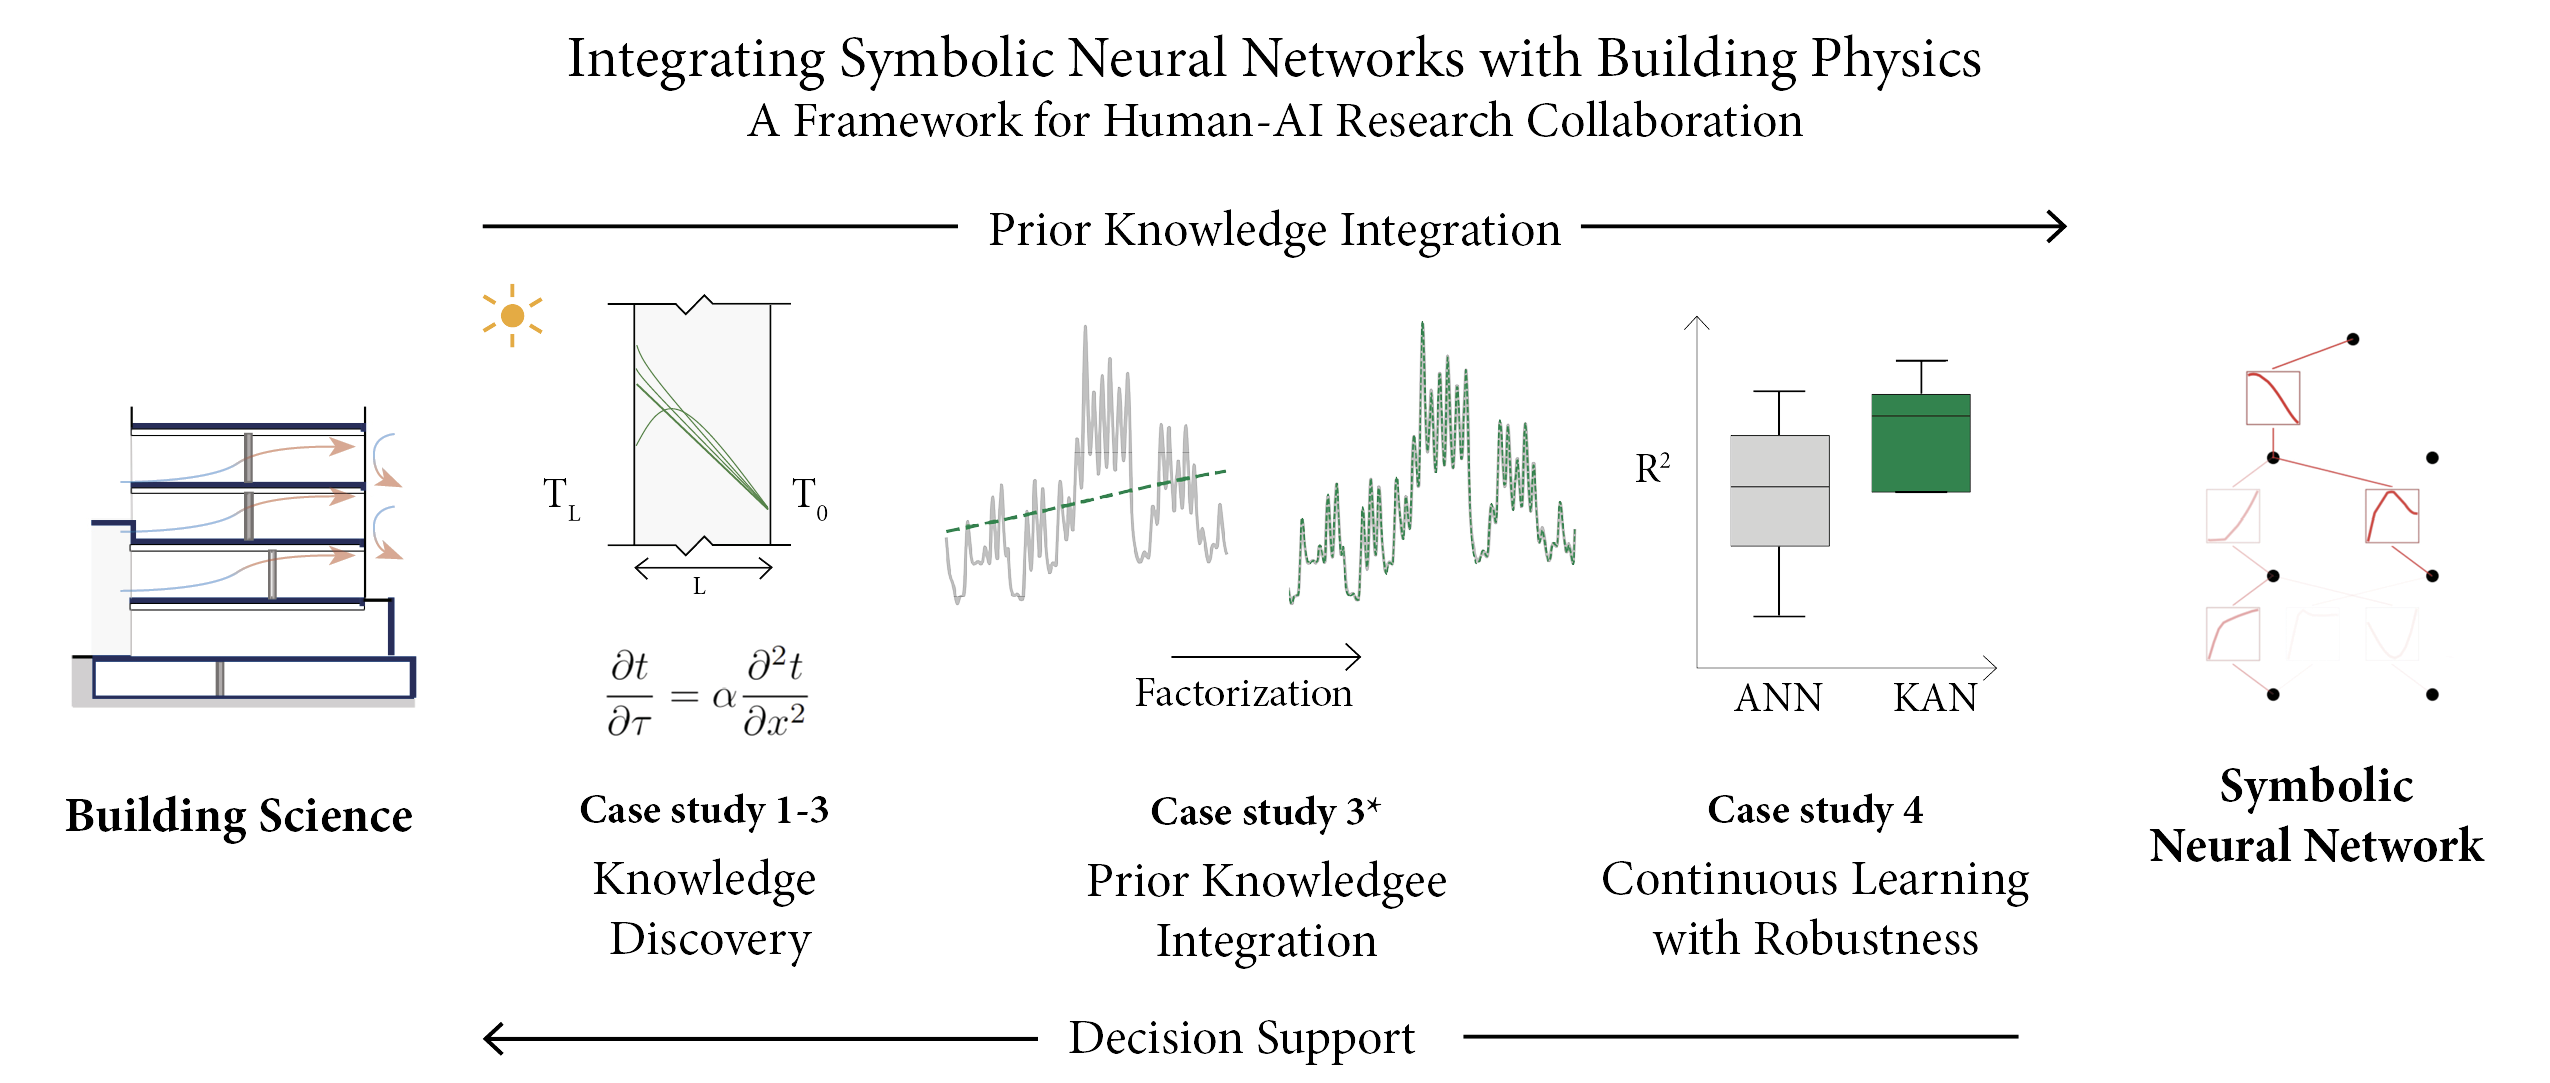 Integrating Symbolic Neural Networks with Building Physics
A Framework for Human-AI Research Collaboration
Prior Knowledge Integration
T_L
T_0
L
∂t/∂τ = α ∂²t/∂x²
Factorization
R²
ANN KAN
Building Science
Case study 1-3
Knowledge
Discovery
Case study 3*
Prior Knowledgee
Integration
Case study 4
Continuous Learning
with Robustness
Symbolic
Neural Network
Decision Support